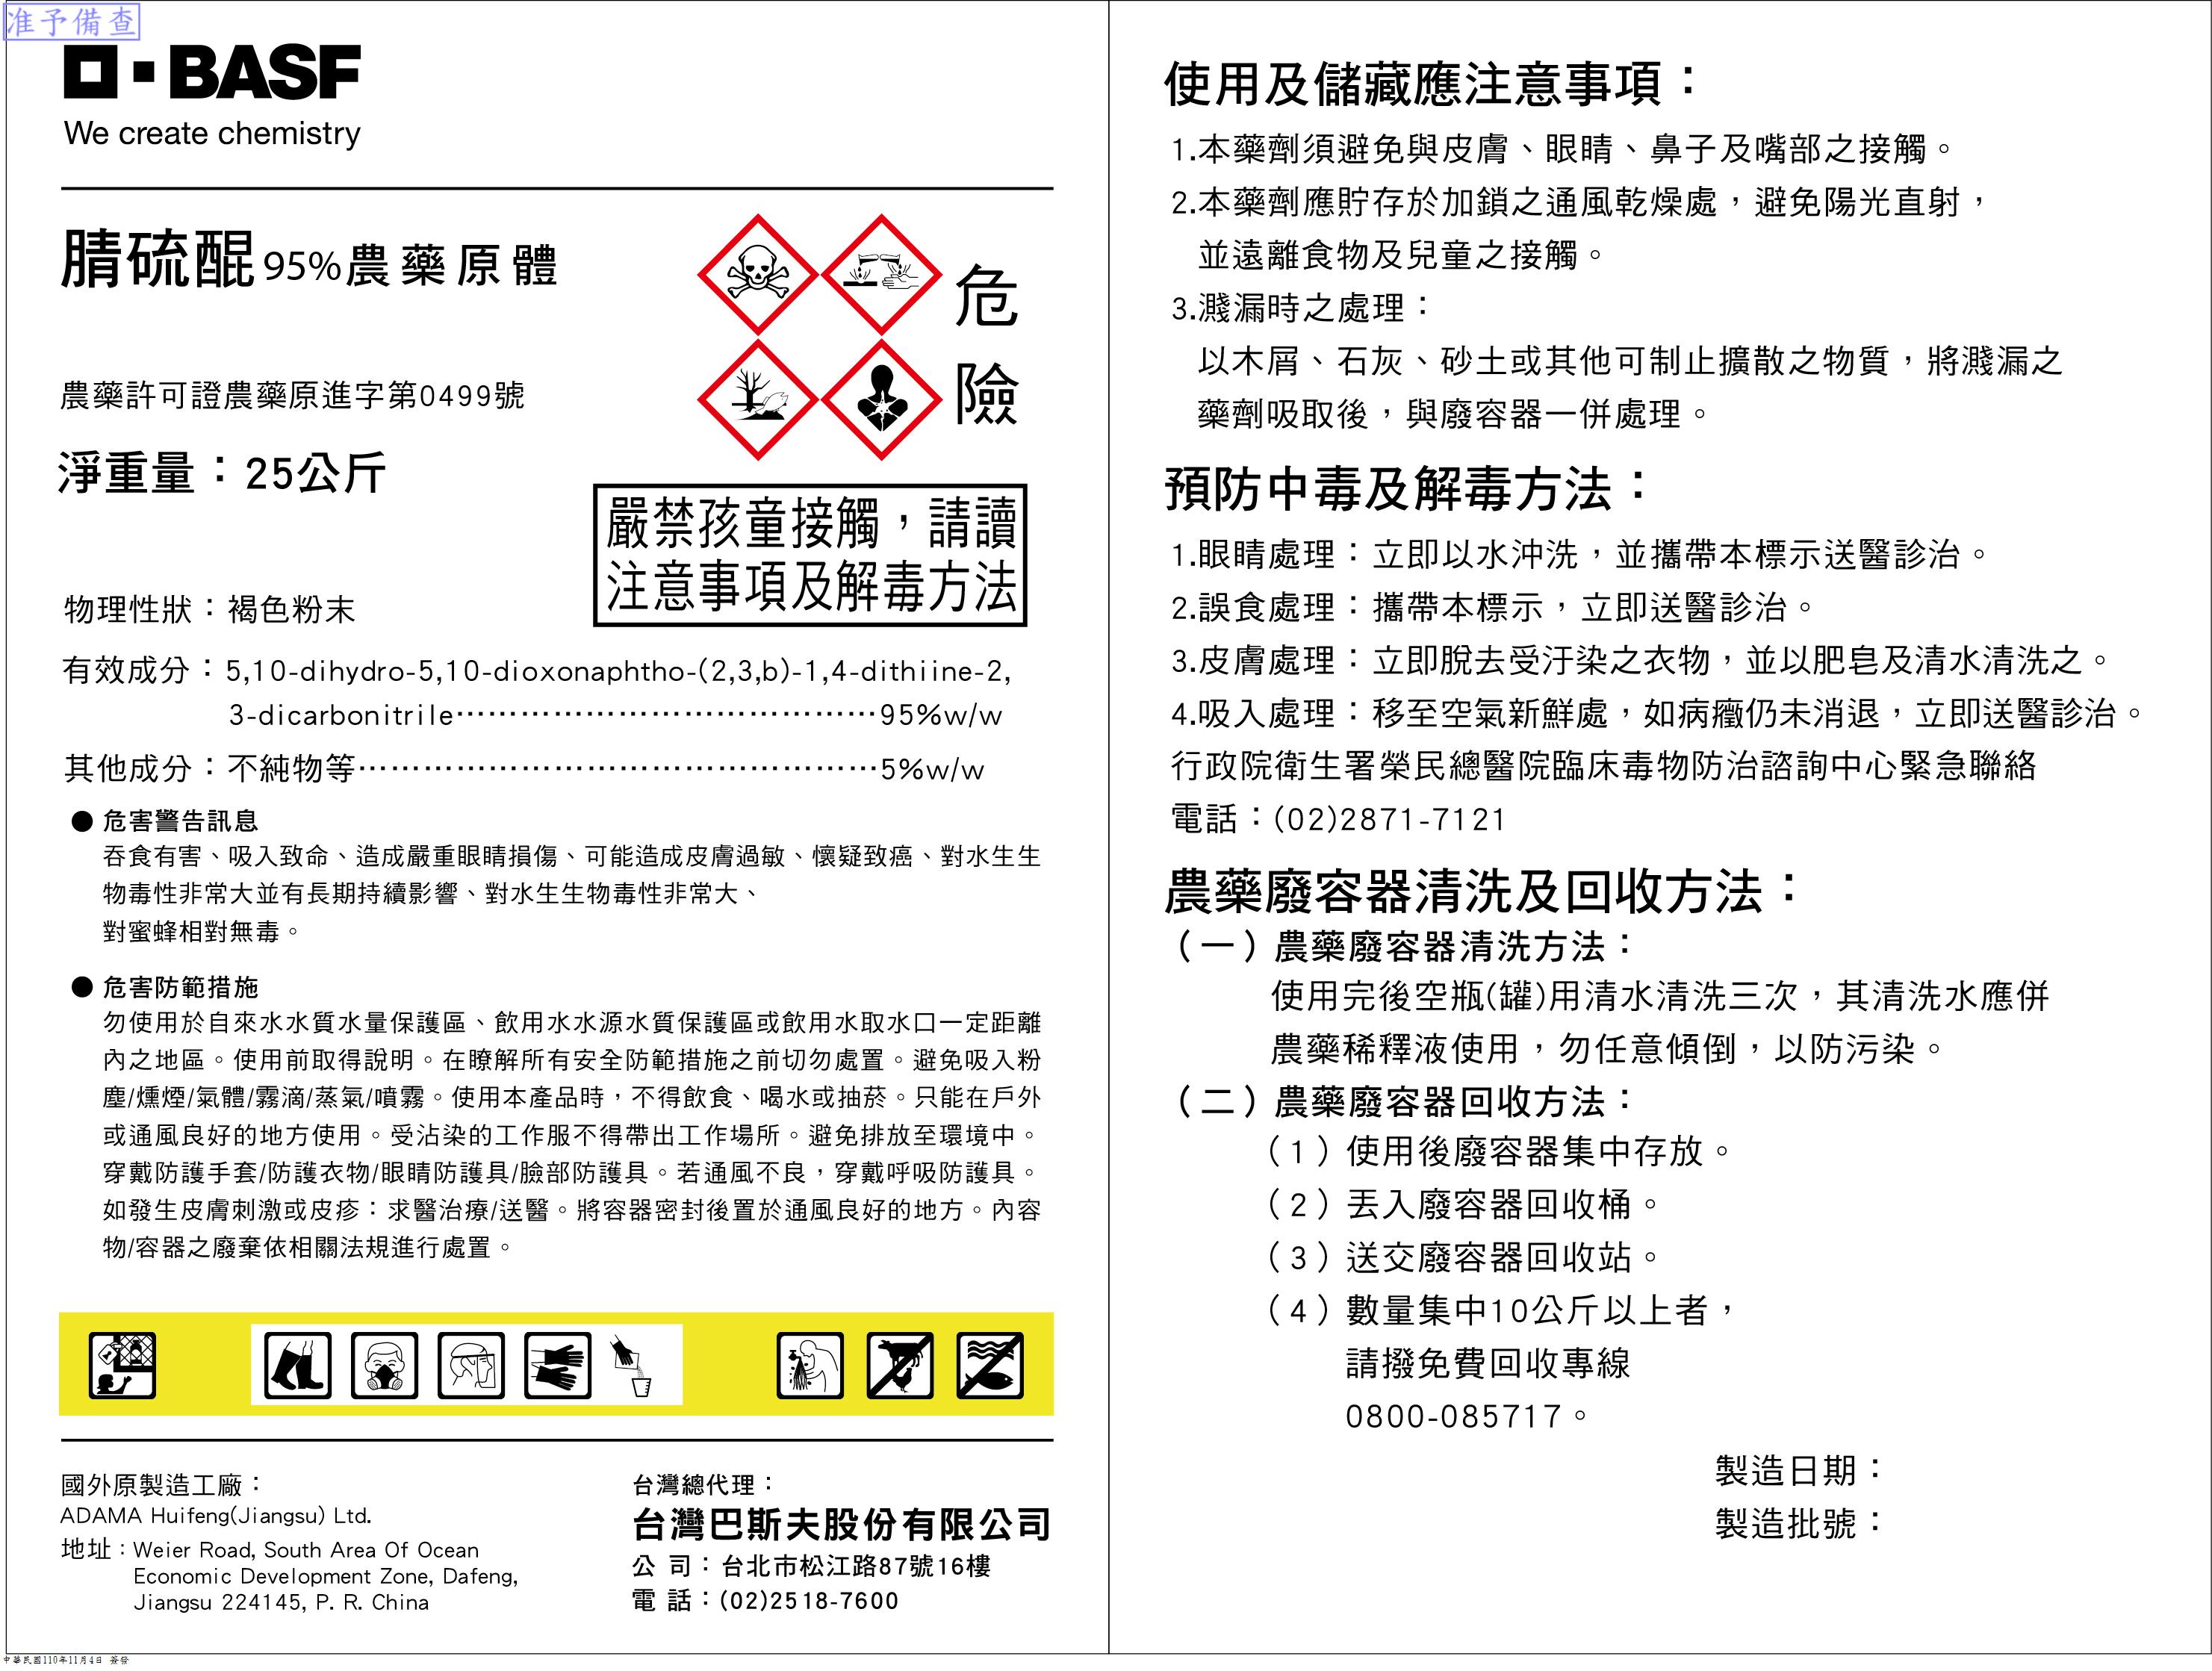 准予備查
BASF
We create chemistry
腈硫醌95%農藥原體
危
險
農藥許可證農藥原進字第0499號
淨重量：25公斤
嚴禁孩童接觸，請讀
注意事項及解毒方法
物理性狀：褐色粉末
有效成分：5,10-dihydro-5,10-dioxonaphtho-(2,3,b)-1,4-dithiine-2,
3-dicarbonitrile⋯⋯⋯⋯⋯⋯⋯⋯⋯⋯⋯⋯⋯95%w/w
其他成分：不純物等⋯⋯⋯⋯⋯⋯⋯⋯⋯⋯⋯⋯⋯⋯⋯⋯5%w/w
● 危害警告訊息
吞食有害、吸入致命、造成嚴重眼睛損傷、可能造成皮膚過敏、懷疑致癌、對水生生
物毒性非常大並有長期持續影響、對水生生物毒性非常大、
對蜜蜂相對無毒。
● 危害防範措施
勿使用於自來水水質水量保護區、飲用水水源水質保護區或飲用水取水口一定距離
內之地區。使用前取得說明。在瞭解所有安全防範措施之前切勿處置。避免吸入粉
塵/燻煙/氣體/霧滴/蒸氣/噴霧。使用本產品時，不得飲食、喝水或抽菸。只能在戶外
或通風良好的地方使用。受沾染的工作服不得帶出工作場所。避免排放至環境中。
穿戴防護手套/防護衣物/眼睛防護具/臉部防護具。若通風不良，穿戴呼吸防護具。
如發生皮膚刺激或皮疹：求醫治療/送醫。將容器密封後置於通風良好的地方。內容
物/容器之廢棄依相關法規進行處置。
國外原製造工廠：
ADAMA Huifeng(Jiangsu) Ltd.
地址：Weier Road, South Area Of Ocean
Economic Development Zone, Dafeng,
Jiangsu 224145, P. R. China
台灣總代理：
台灣巴斯夫股份有限公司
公 司：台北市松江路87號16樓
電 話：(02)2518-7600
使用及儲藏應注意事項：
1.本藥劑須避免與皮膚、眼睛、鼻子及嘴部之接觸。
2.本藥劑應貯存於加鎖之通風乾燥處，避免陽光直射，
並遠離食物及兒童之接觸。
3.濺漏時之處理：
以木屑、石灰、砂土或其他可制止擴散之物質，將濺漏之
藥劑吸取後，與廢容器一併處理。
預防中毒及解毒方法：
1.眼睛處理：立即以水沖洗，並攜帶本標示送醫診治。
2.誤食處理：攜帶本標示，立即送醫診治。
3.皮膚處理：立即脫去受汙染之衣物，並以肥皂及清水清洗之。
4.吸入處理：移至空氣新鮮處，如病癥仍未消退，立即送醫診治。
行政院衛生署榮民總醫院臨床毒物防治諮詢中心緊急聯絡
電話：(02)2871-7121
農藥廢容器清洗及回收方法：
（一）農藥廢容器清洗方法：
使用完後空瓶(罐)用清水清洗三次，其清洗水應併
農藥稀釋液使用，勿任意傾倒，以防污染。
（二）農藥廢容器回收方法：
（1）使用後廢容器集中存放。
（2）丟入廢容器回收桶。
（3）送交廢容器回收站。
（4）數量集中10公斤以上者，
請撥免費回收專線
0800-085717。
製造日期：
製造批號：
中華民國110年11月4日 簽發